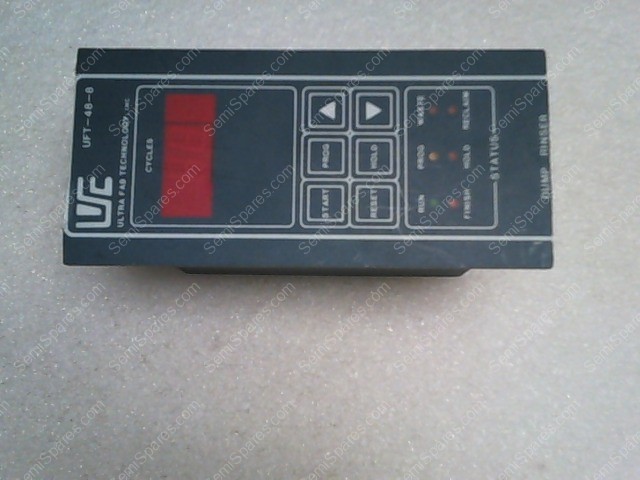 UFT-48-8
ULTRA FAB TECHNOLOGY, INC.
CYCLES
PROG
HOLD
START
RESET
WASTE
RECLAIM
PROG
HOLD
RUN
FINISH
STATUS
DUMP RINSER
SemiSpares.com